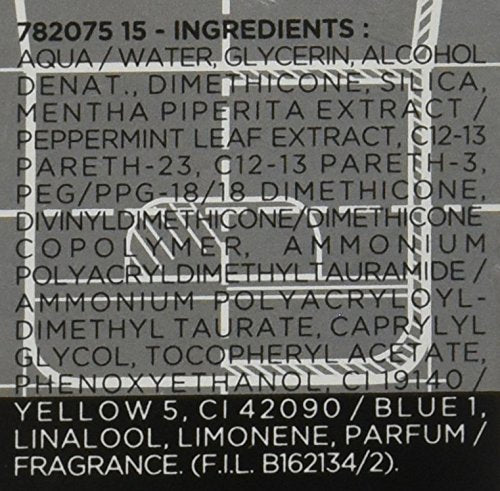 782075 15 - INGREDIENTS :
AQUA / WATER, GLYCERIN, ALCOHOL
DENAT., DIMETHICONE, SILICA,
MENTHA PIPERITA EXTRACT /
PEPPERMINT LEAF EXTRACT, C12-13
PARETH-23, C12-13 PARETH-3,
PEG/PPG-18/18 DIMETHICONE,
DIVINYLDIMETHICONE/DIMETHICONE
COPOLYMER, AMMONIUM
POLYACRYLDIMETHYLTAURAMIDE /
AMMONIUM POLYACRYLOYL-
DIMETHYL TAURATE, CAPRYLYL
GLYCOL, TOCOPHERYL ACETATE,
PHENOXYETHANOL, CI 19140 /
YELLOW 5, CI 42090 / BLUE 1,
LINALOOL, LIMONENE, PARFUM /
FRAGRANCE. (F.I.L. B162134/2).